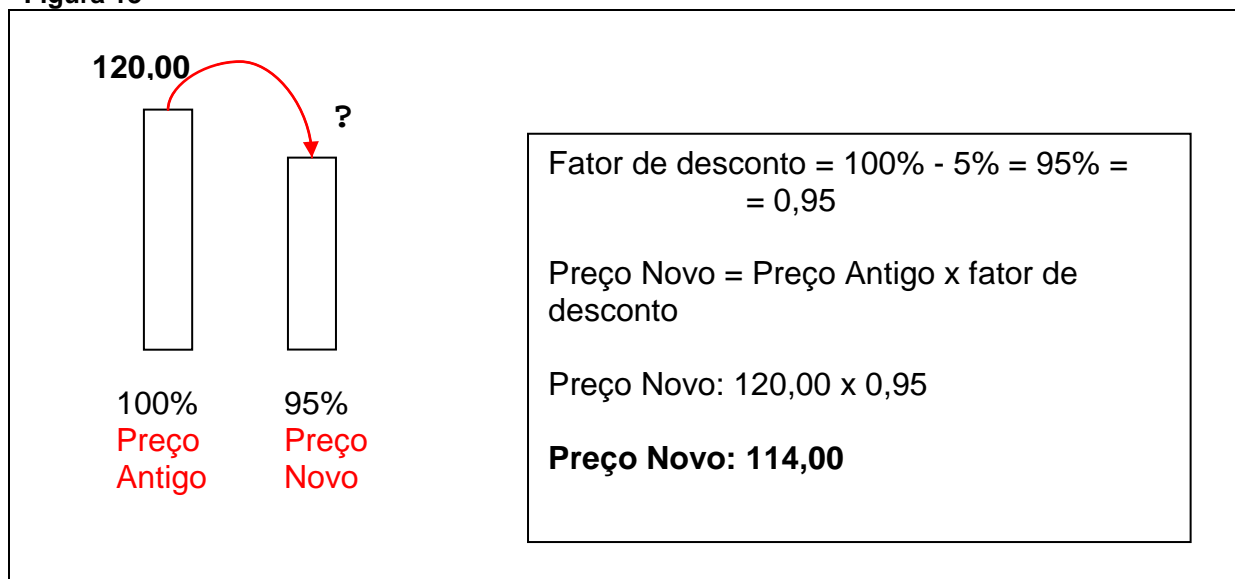 120,00
?
100%
Preço
Antigo
95%
Preço
Novo
Fator de desconto = 100% - 5% = 95% =
= 0,95
Preço Novo = Preço Antigo x fator de
desconto
Preço Novo: 120,00 x 0,95
Preço Novo: 114,00